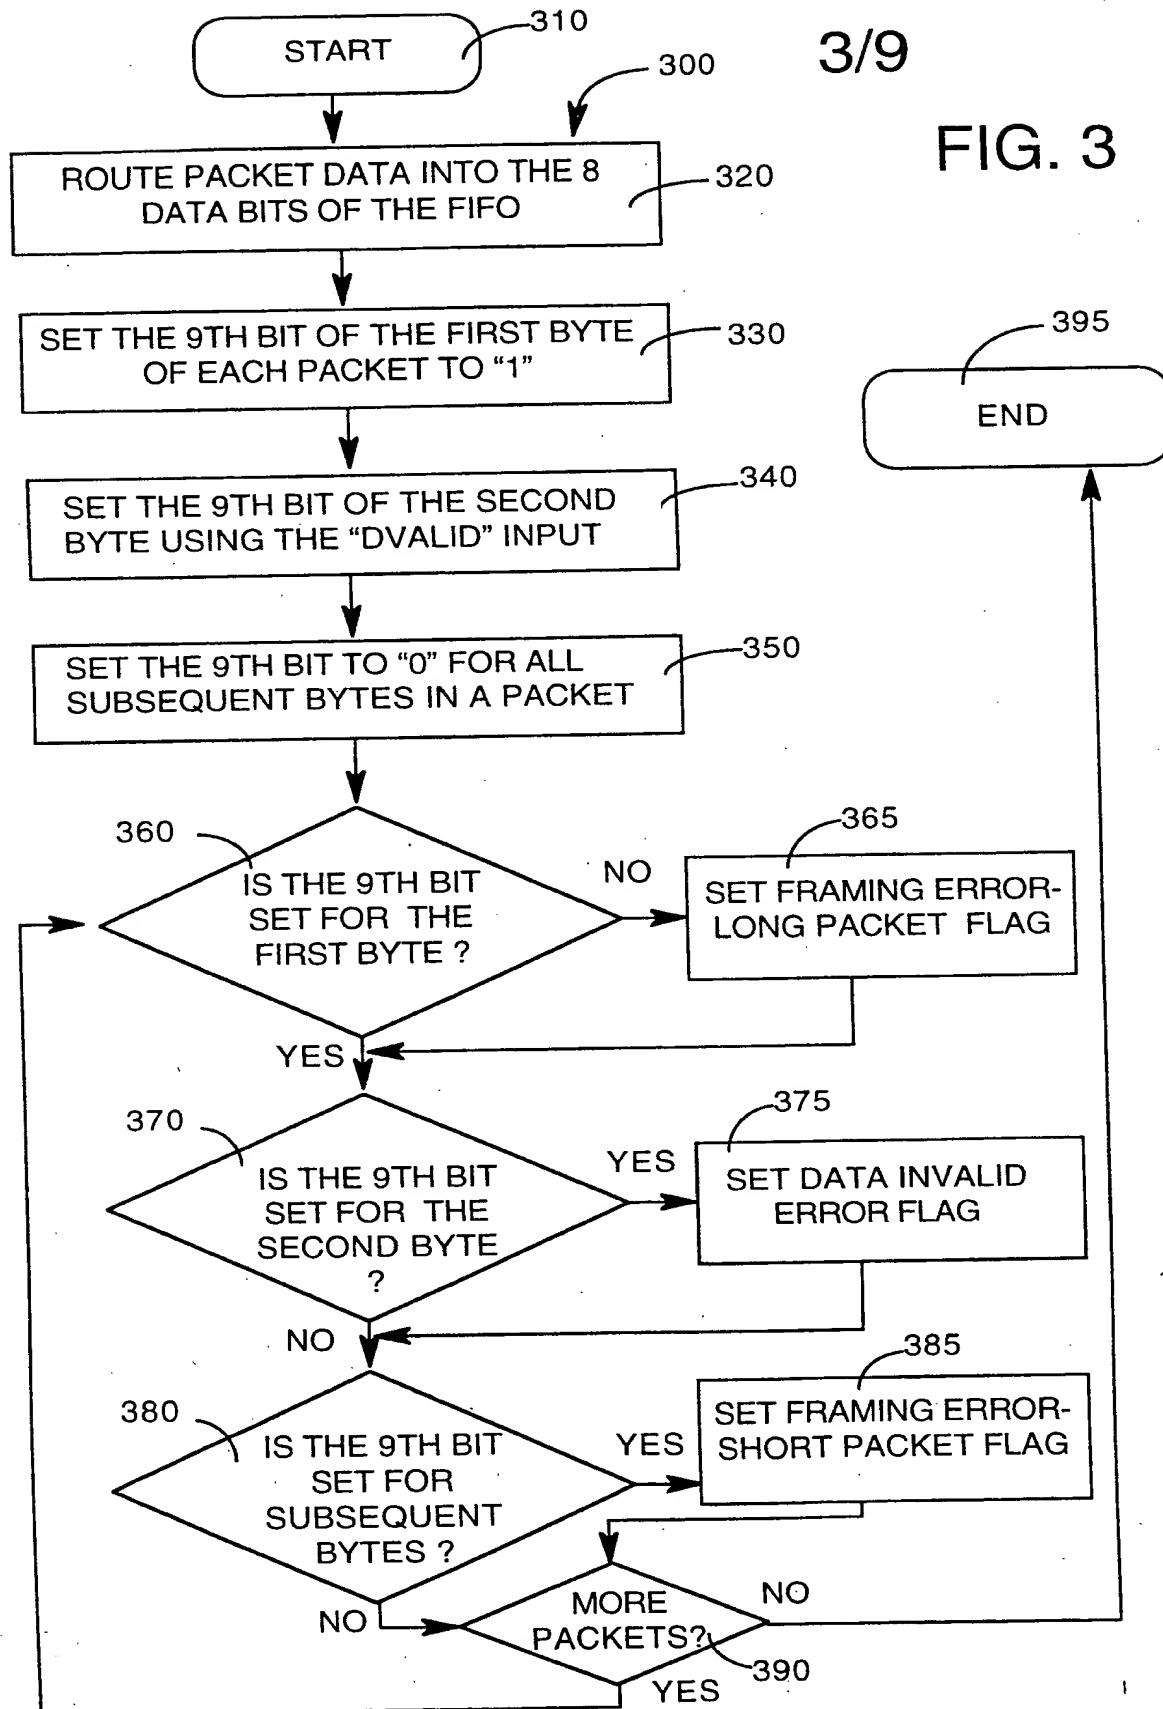 310
START
3/9
300
FIG. 3
ROUTE PACKET DATA INTO THE 8
DATA BITS OF THE FIFO
320
SET THE 9TH BIT OF THE FIRST BYTE
OF EACH PACKET TO “1”
330
395
END
SET THE 9TH BIT OF THE SECOND
BYTE USING THE “DVALID” INPUT
340
SET THE 9TH BIT TO “0” FOR ALL
SUBSEQUENT BYTES IN A PACKET
350
360
IS THE 9TH BIT
SET FOR THE
FIRST BYTE ?
NO
365
SET FRAMING ERROR-
LONG PACKET FLAG
YES
370
IS THE 9TH BIT
SET FOR THE
SECOND BYTE
?
YES
375
SET DATA INVALID
ERROR FLAG
NO
380
IS THE 9TH BIT
SET FOR
SUBSEQUENT
BYTES ?
YES
385
SET FRAMING ERROR-
SHORT PACKET FLAG
NO
MORE
PACKETS?
NO
390
YES